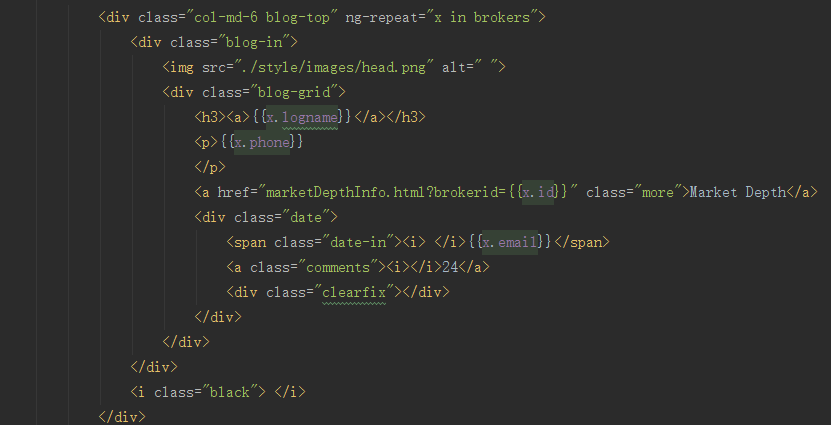 <div class="col-md-6 blog-top" ng-repeat="x in brokers">
<div class="blog-in">
<img src="./style/images/head.png" alt=" ">
<div class="blog-grid">
<h3><a>{{x.logname}}</a></h3>
<p>{{x.phone}}
</p>
<a href="marketDepthInfo.html?brokerid={{x.id}}" class="more">Market Depth</a>
<div class="date">
<span class="date-in"><i> </i>{{x.email}}</span>
<a class="comments"><i></i>24</a>
<div class="clearfix"></div>
</div>
</div>
</div>
<i class="black"> </i>
</div>